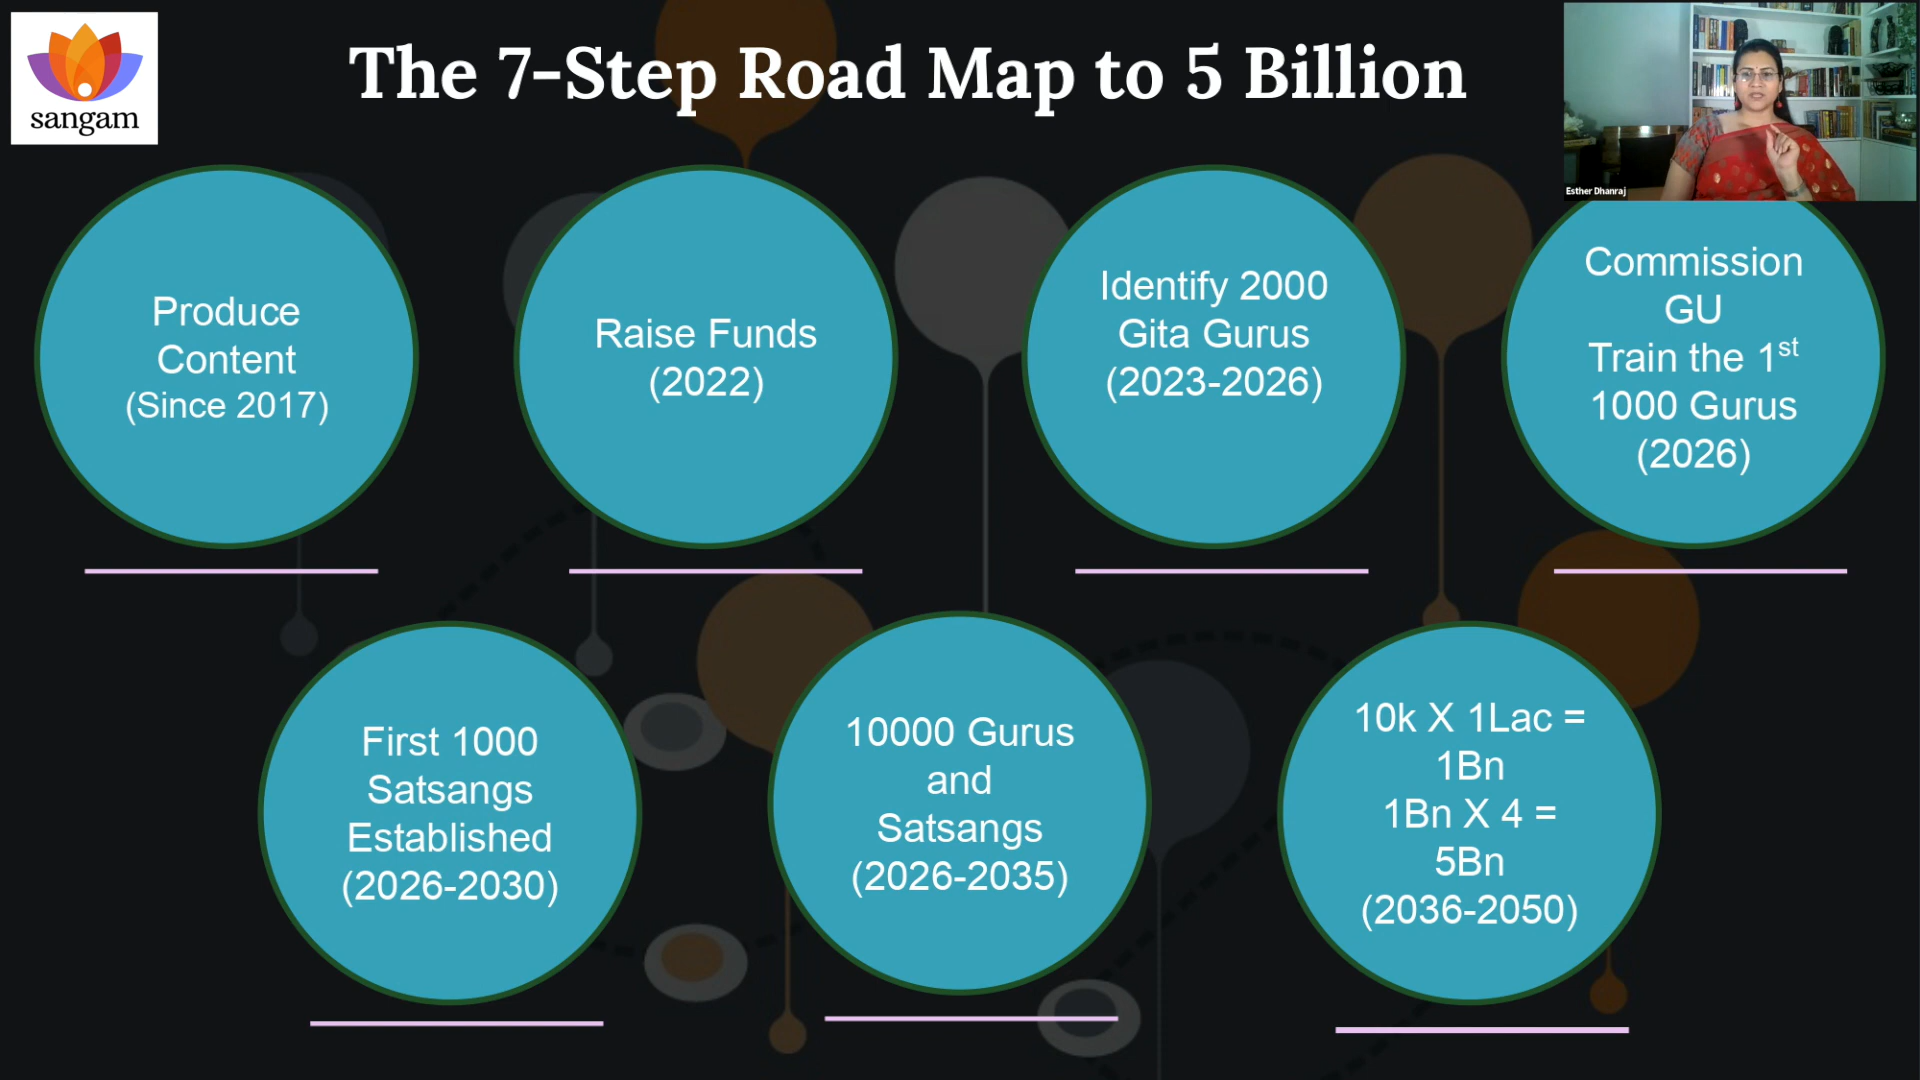 sangam
The 7-Step Road Map to 5 Billion
Esther Dhanraj
Produce
Content
(Since 2017)
Raise Funds
(2022)
Identify 2000
Gita Gurus
(2023-2026)
Commission
GU
Train the 1st
1000 Gurus
(2026)
First 1000
Satsangs
Established
(2026-2030)
10000 Gurus
and
Satsangs
(2026-2035)
10k X 1Lac =
1Bn
1Bn X 4 =
5Bn
(2036-2050)